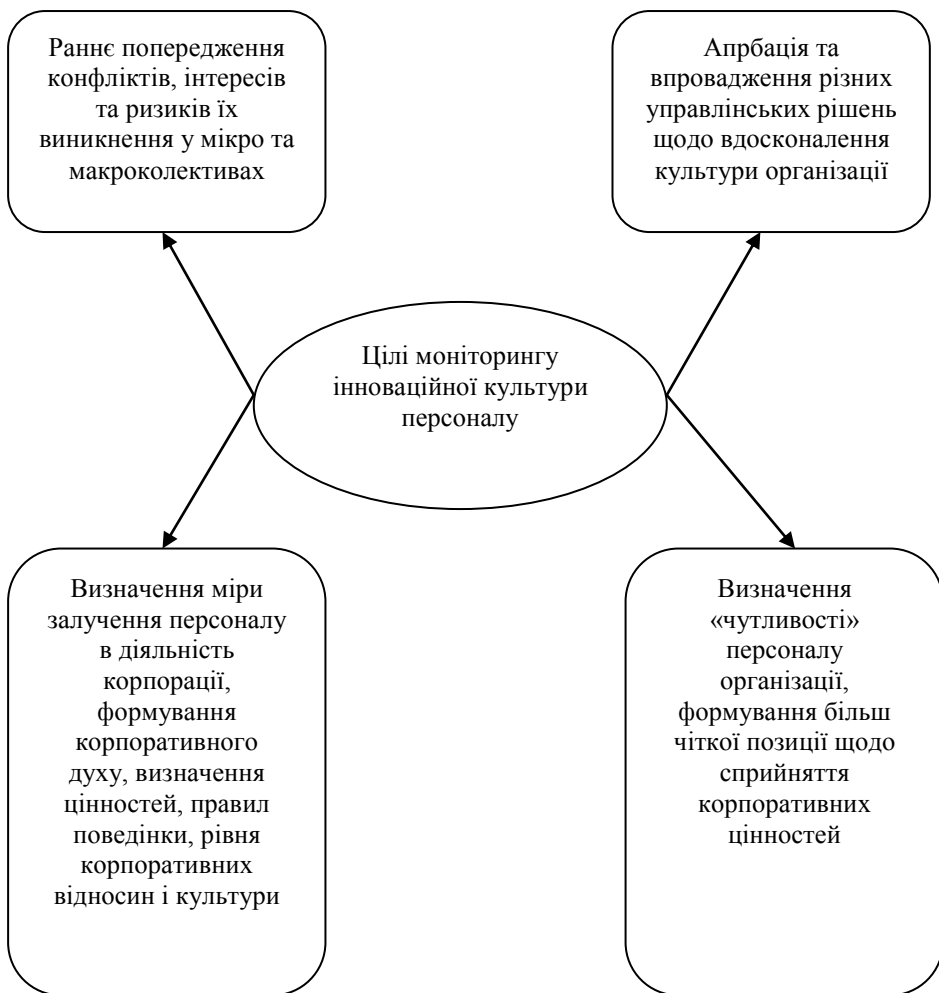 Раннє попередження
конфліктів, інтересів
та ризиків їх
виникнення у мікро та
макроколективах
Апрбація та
впровадження різних
управлінських рішень
щодо вдосконалення
культури організації
Цілі моніторингу
інноваційної культури
персоналу
Визначення міри
залучення персоналу
в діяльність
корпорації,
формування
корпоративного
духу, визначення
цінностей, правил
поведінки, рівня
корпоративних
відносин і культури
Визначення
«чутливості»
персоналу
організації,
формування більш
чіткої позиції щодо
сприйняття
корпоративних
цінностей